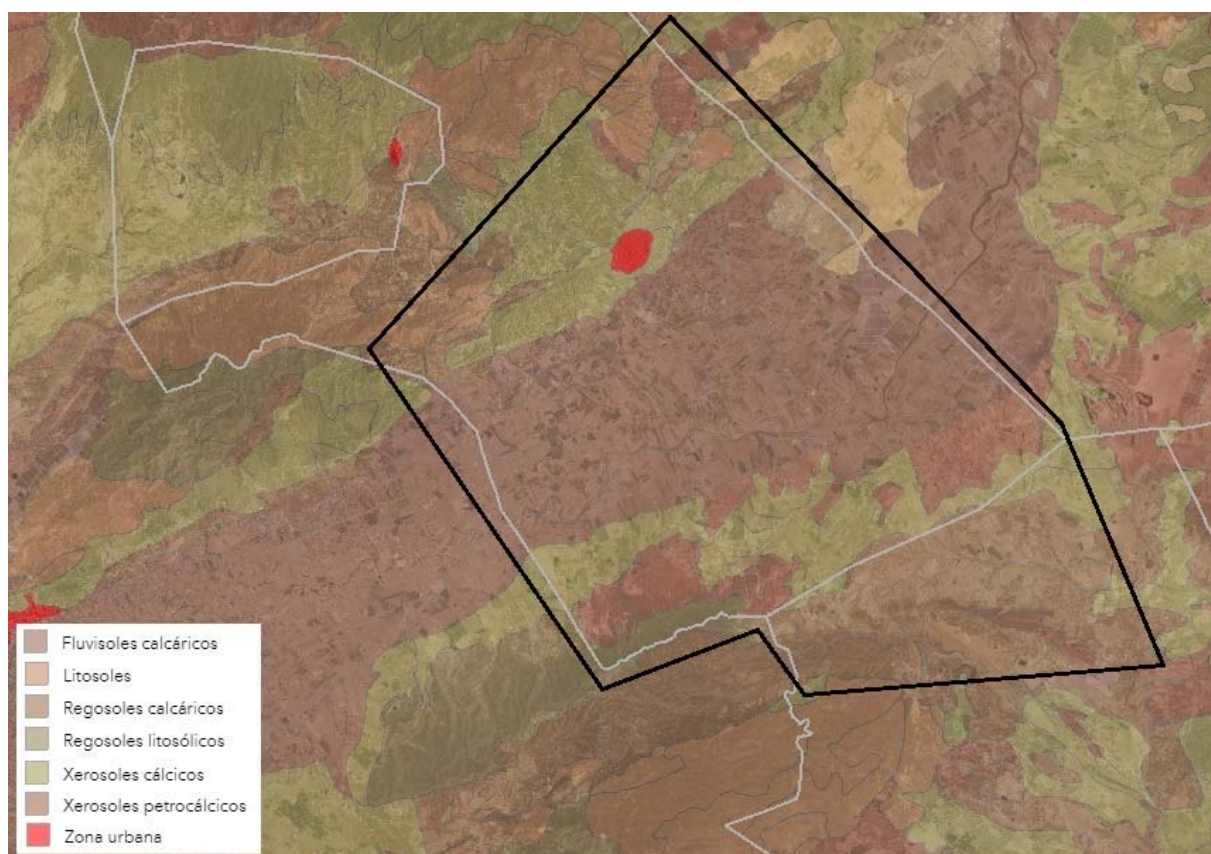 Fluvisoles calcáricos
Litosoles
Regosoles calcáricos
Regosoles litosólicos
Xerosoles cálcicos
Xerosoles petrocálcicos
Zona urbana